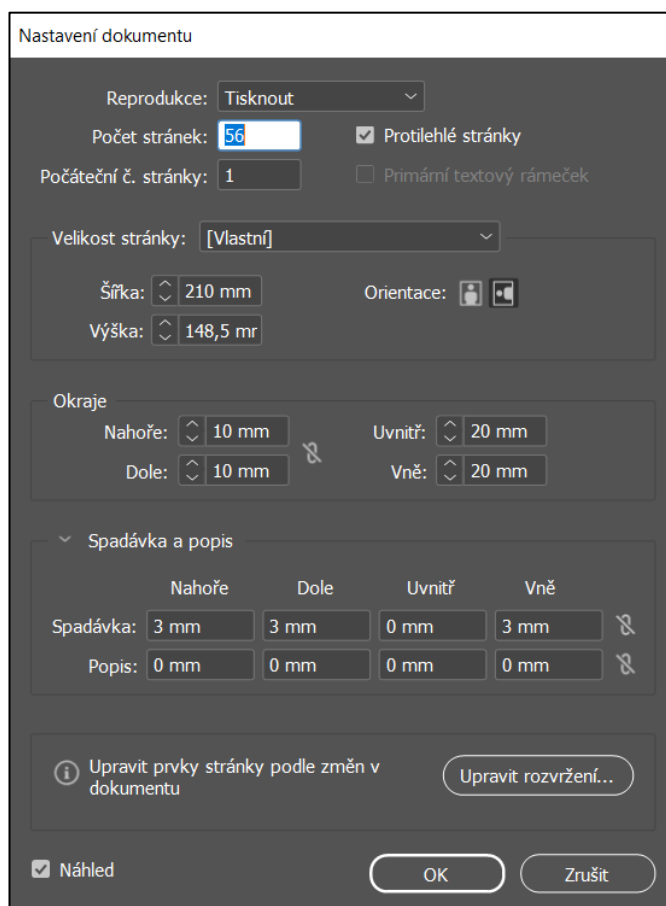 Nastavení dokumentu
Reprodukce: Tisknout
Počet stránek: 56 Protilehlé stránky
Počáteční č. stránky: 1 Primární textový rámeček
Velikost stránky: [Vlastní]
Šířka: 210 mm Orientace:
Výška: 148,5 mr
Okraje
Nahoře: 10 mm Uvnitř: 20 mm
Dole: 10 mm Vně: 20 mm
Spadávka a popis
Nahoře Dole Uvnitř Vně
Spadávka: 3 mm 3 mm 0 mm 3 mm
Popis: 0 mm 0 mm 0 mm 0 mm
Upravit prvky stránky podle změn v
dokumentu
Upravit rozvržení...
Náhled OK Zrušit